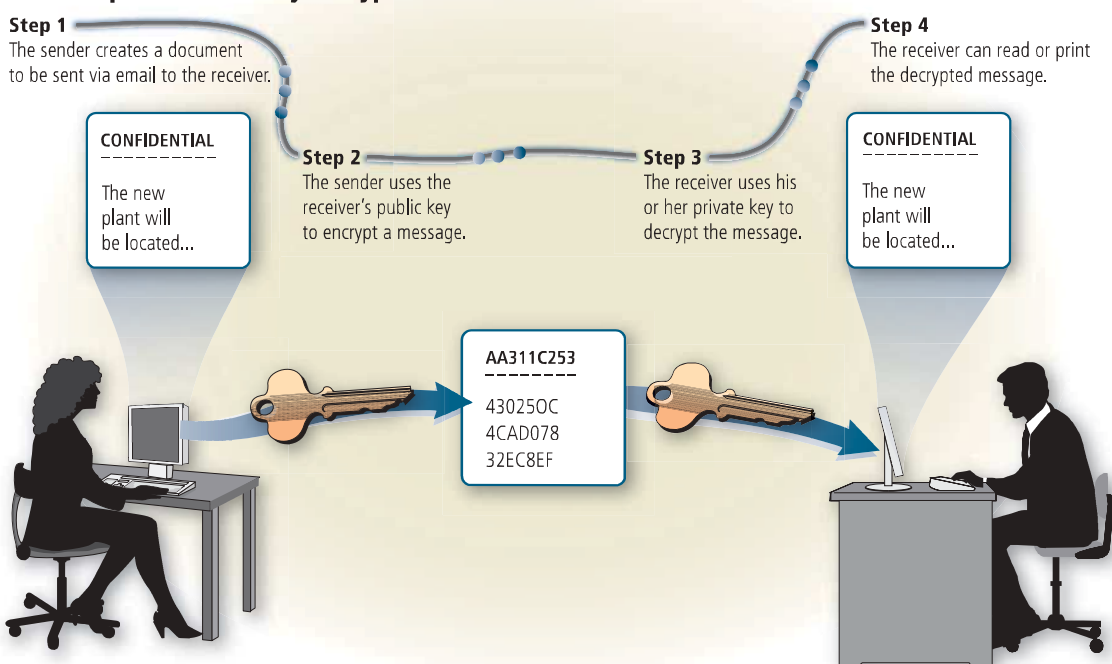 Step 1
The sender creates a document
to be sent via email to the receiver.
CONFIDENTIAL
The new
plant will
be located...
Step 2
The sender uses the
receiver's public key
to encrypt a message.
AA311C253
43025OC
4CAD078
32EC8EF
Step 3
The receiver uses his
or her private key to
decrypt the message.
Step 4
The receiver can read or print
the decrypted message.
CONFIDENTIAL
The new
plant will
be located...